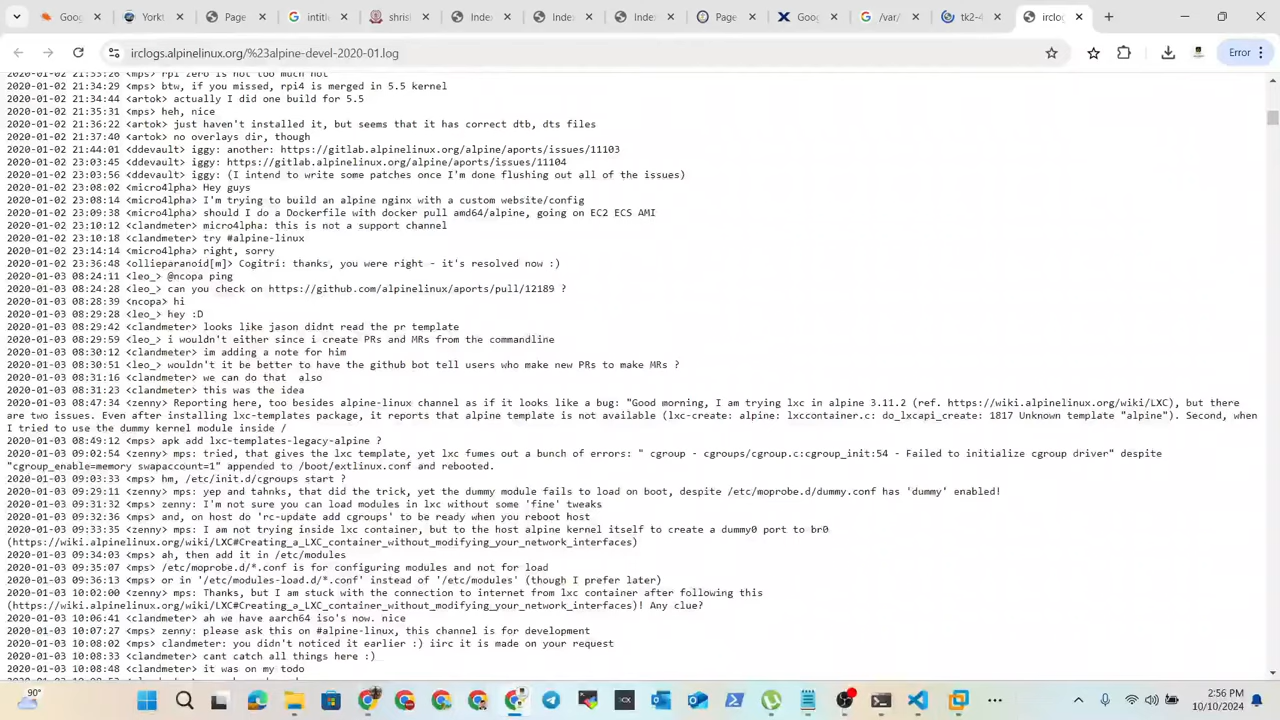 Goog
Yorkt
Page
intitl
shrist
Index
Index
Index
Page
Goog
/var/
tk2-4
irclog
irclogs.alpinelinux.org/%23alpine-devel-2020-01.log
Error
2020-01-02 21:33:26 <mps> rpi zero is not too much hot
2020-01-02 21:34:29 <mps> btw, if you missed, rpi4 is merged in 5.5 kernel
2020-01-02 21:34:44 <artok> actually I did one build for 5.5
2020-01-02 21:35:31 <mps> heh, nice
2020-01-02 21:36:22 <artok> just haven't installed it, but seems that it has correct dtb, dts files
2020-01-02 21:37:40 <artok> no overlays dir, though
2020-01-02 21:44:01 <ddevault> iggy: another: https://gitlab.alpinelinux.org/alpine/aports/issues/11103
2020-01-02 23:03:45 <ddevault> iggy: https://gitlab.alpinelinux.org/alpine/aports/issues/11104
2020-01-02 23:03:56 <ddevault> iggy: (I intend to write some patches once I'm done flushing out all of the issues)
2020-01-02 23:08:02 <micro4lpha> Hey guys
2020-01-02 23:08:14 <micro4lpha> I'm trying to build an alpine nginx with a custom website/config
2020-01-02 23:09:38 <micro4lpha> should I do a Dockerfile with docker pull amd64/alpine, going on EC2 ECS AMI
2020-01-02 23:10:12 <clandmeter> micro4lpha: this is not a support channel
2020-01-02 23:10:18 <clandmeter> try #alpine-linux
2020-01-02 23:14:14 <micro4lpha> right, sorry
2020-01-02 23:36:48 <ollieparanoid[m]> Cogitri: thanks, you were right - it's resolved now :)
2020-01-03 08:24:11 <leo_> @ncopa ping
2020-01-03 08:24:28 <leo_> can you check on https://github.com/alpinelinux/aports/pull/12189 ?
2020-01-03 08:28:39 <ncopa> hi
2020-01-03 08:29:28 <leo_> hey :D
2020-01-03 08:29:42 <clandmeter> looks like jason didnt read the pr template
2020-01-03 08:29:59 <leo_> i wouldn't either since i create PRs and MRs from the commandline
2020-01-03 08:30:12 <clandmeter> im adding a note for him
2020-01-03 08:30:51 <leo_> wouldn't it be better to have the github bot tell users who make new PRs to make MRs ?
2020-01-03 08:31:16 <clandmeter> we can do that  also
2020-01-03 08:31:23 <clandmeter> this was the idea
2020-01-03 08:47:34 <zenny> Reporting here, too besides alpine-linux channel as if it looks like a bug: "Good morning, I am trying lxc in alpine 3.11.2 (ref. https://wiki.alpinelinux.org/wiki/LXC), but there
are two issues. Even after installing lxc-templates package, it reports that alpine template is not available (lxc-create: alpine: lxccontainer.c: do_lxcapi_create: 1817 Unknown template "alpine"). Second, when
I tried to use the dummy kernel module inside /
2020-01-03 08:49:12 <mps> apk add lxc-templates-legacy-alpine ?
2020-01-03 09:02:54 <zenny> mps: tried, that gives the lxc template, yet lxc fumes out a bunch of errors: " cgroup - cgroups/cgroup.c:cgroup_init:54 - Failed to initialize cgroup driver" despite
"cgroup_enable=memory swapaccount=1" appended to /boot/extlinux.conf and rebooted.
2020-01-03 09:03:33 <mps> hm, /etc/init.d/cgroups start ?
2020-01-03 09:29:11 <zenny> mps: yep and tahnks, that did the trick, yet the dummy module fails to load on boot, despite /etc/moprobe.d/dummy.conf has 'dummy' enabled!
2020-01-03 09:31:32 <mps> zenny: I'm not sure you can load modules in lxc without some 'fine' tweaks
2020-01-03 09:32:36 <mps> and, on host do 'rc-update add cgroups' to be ready when you reboot host
2020-01-03 09:33:35 <zenny> mps: I am not trying inside lxc container, but to the host alpine kernel itself to create a dummy0 port to br0
(https://wiki.alpinelinux.org/wiki/LXC#Creating_a_LXC_container_without_modifying_your_network_interfaces)
2020-01-03 09:34:03 <mps> ah, then add it in /etc/modules
2020-01-03 09:35:07 <mps> /etc/moprobe.d/*.conf is for configuring modules and not for load
2020-01-03 09:36:13 <mps> or in '/etc/modules-load.d/*.conf' instead of '/etc/modules' (though I prefer later)
2020-01-03 10:02:00 <zenny> mps: Thanks, but I am stuck with the connection to internet from lxc container after following this
(https://wiki.alpinelinux.org/wiki/LXC#Creating_a_LXC_container_without_modifying_your_network_interfaces)! Any clue?
2020-01-03 10:06:41 <clandmeter> ah we have aarch64 iso's now. nice
2020-01-03 10:07:27 <mps> zenny: please ask this on #alpine-linux, this channel is for development
2020-01-03 10:08:02 <mps> clandmeter: you didn't noticed it earlier :) iirc it is made on your request
2020-01-03 10:08:33 <clandmeter> cant catch all things here :)
2020-01-03 10:08:48 <clandmeter> it was on my todo
90°
2:56 PM
10/10/2024